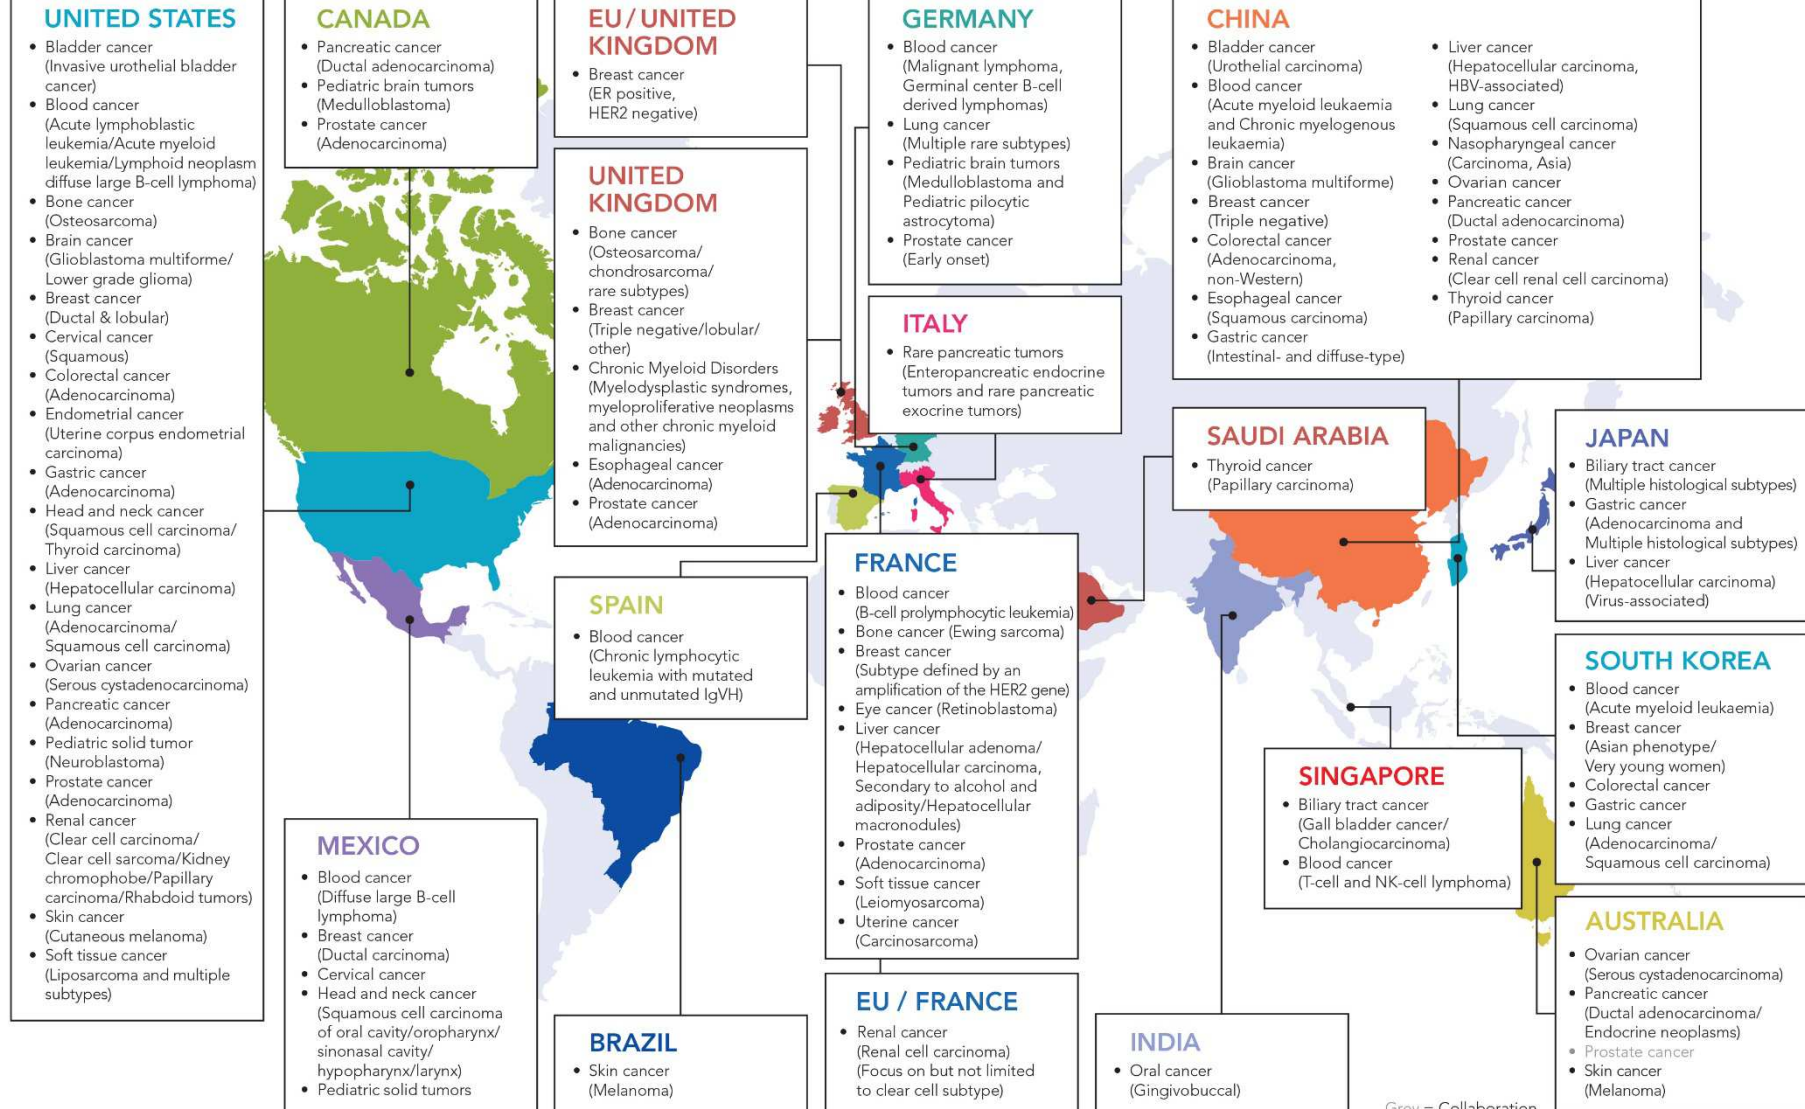 UNITED STATES
• Bladder cancer
(Invasive urothelial bladder
cancer)
• Blood cancer
(Acute lymphoblastic
leukemia/Acute myeloid
leukemia/Lymphoid neoplasm
diffuse large B-cell lymphoma)
• Bone cancer
(Osteosarcoma)
• Brain cancer
(Glioblastoma multiforme/
Lower grade glioma)
• Breast cancer
(Ductal & lobular)
• Cervical cancer
(Squamous)
• Colorectal cancer
(Adenocarcinoma)
• Endometrial cancer
(Uterine corpus endometrial
carcinoma)
• Gastric cancer
(Adenocarcinoma)
• Head and neck cancer
(Squamous cell carcinoma/
Thyroid carcinoma)
• Liver cancer
(Hepatocellular carcinoma)
• Lung cancer
(Adenocarcinoma/
Squamous cell carcinoma)
• Ovarian cancer
(Serous cystadenocarcinoma)
• Pancreatic cancer
(Adenocarcinoma)
• Pediatric solid tumor
(Neuroblastoma)
• Prostate cancer
(Adenocarcinoma)
• Renal cancer
(Clear cell carcinoma/
Clear cell sarcoma/Kidney
chromophobe/Papillary
carcinoma/Rhabdoid tumors)
• Skin cancer
(Cutaneous melanoma)
• Soft tissue cancer
(Liposarcoma and multiple
subtypes)
CANADA
• Pancreatic cancer
(Ductal adenocarcinoma)
• Pediatric brain tumors
(Medulloblastoma)
• Prostate cancer
(Adenocarcinoma)
MEXICO
• Blood cancer
(Diffuse large B-cell
lymphoma)
• Breast cancer
(Ductal carcinoma)
• Cervical cancer
• Head and neck cancer
(Squamous cell carcinoma
of oral cavity/oropharynx/
sinonasal cavity/
hypopharynx/larynx)
• Pediatric solid tumors
EU / UNITED
KINGDOM
• Breast cancer
(ER positive,
HER2 negative)
UNITED
KINGDOM
• Bone cancer
(Osteosarcoma/
chondrosarcoma/
rare subtypes)
• Breast cancer
(Triple negative/lobular/
other)
• Chronic Myeloid Disorders
(Myelodysplastic syndromes,
myeloproliferative neoplasms
and other chronic myeloid
malignancies)
• Esophageal cancer
(Adenocarcinoma)
• Prostate cancer
(Adenocarcinoma)
SPAIN
• Blood cancer
(Chronic lymphocytic
leukemia with mutated
and unmutated IgVH)
BRAZIL
• Skin cancer
(Melanoma)
GERMANY
• Blood cancer
(Malignant lymphoma,
Germinal center B-cell
derived lymphomas)
• Lung cancer
(Multiple rare subtypes)
• Pediatric brain tumors
(Medulloblastoma and
Pediatric pilocytic
astrocytoma)
• Prostate cancer
(Early onset)
ITALY
• Rare pancreatic tumors
(Enteropancreatic endocrine
tumors and rare pancreatic
exocrine tumors)
FRANCE
• Blood cancer
(B-cell prolymphocytic leukemia)
• Bone cancer (Ewing sarcoma)
• Breast cancer
(Subtype defined by an
amplification of the HER2 gene)
• Eye cancer (Retinoblastoma)
• Liver cancer
(Hepatocellular adenoma/
Hepatocellular carcinoma,
Secondary to alcohol and
adiposity/Hepatocellular
macronodules)
• Prostate cancer
(Adenocarcinoma)
• Soft tissue cancer
(Leiomyosarcoma)
• Uterine cancer
(Carcinosarcoma)
EU / FRANCE
• Renal cancer
(Renal cell carcinoma)
(Focus on but not limited
to clear cell subtype)
CHINA
• Bladder cancer
(Urothelial carcinoma)
• Blood cancer
(Acute myeloid leukaemia
and Chronic myelogenous
leukaemia)
• Brain cancer
(Glioblastoma multiforme)
• Breast cancer
(Triple negative)
• Colorectal cancer
(Adenocarcinoma,
non-Western)
• Esophageal cancer
(Squamous carcinoma)
• Gastric cancer
(Intestinal- and diffuse-type)
• Liver cancer
(Hepatocellular carcinoma,
HBV-associated)
• Lung cancer
(Squamous cell carcinoma)
• Nasopharyngeal cancer
(Carcinoma, Asia)
• Ovarian cancer
• Pancreatic cancer
(Ductal adenocarcinoma)
• Prostate cancer
• Renal cancer
(Clear cell renal cell carcinoma)
• Thyroid cancer
(Papillary carcinoma)
SAUDI ARABIA
• Thyroid cancer
(Papillary carcinoma)
JAPAN
• Biliary tract cancer
(Multiple histological subtypes)
• Gastric cancer
(Adenocarcinoma and
Multiple histological subtypes)
• Liver cancer
(Hepatocellular carcinoma)
(Virus-associated)
SOUTH KOREA
• Blood cancer
(Acute myeloid leukaemia)
• Breast cancer
(Asian phenotype/
Very young women)
• Colorectal cancer
• Gastric cancer
• Lung cancer
(Adenocarcinoma/
Squamous cell carcinoma)
SINGAPORE
• Biliary tract cancer
(Gall bladder cancer/
Cholangiocarcinoma)
• Blood cancer
(T-cell and NK-cell lymphoma)
INDIA
• Oral cancer
(Gingivobuccal)
AUSTRALIA
• Ovarian cancer
(Serous cystadenocarcinoma)
• Pancreatic cancer
(Ductal adenocarcinoma/
Endocrine neoplasms)
• Prostate cancer
• Skin cancer
(Melanoma)
Grey = Collaboration